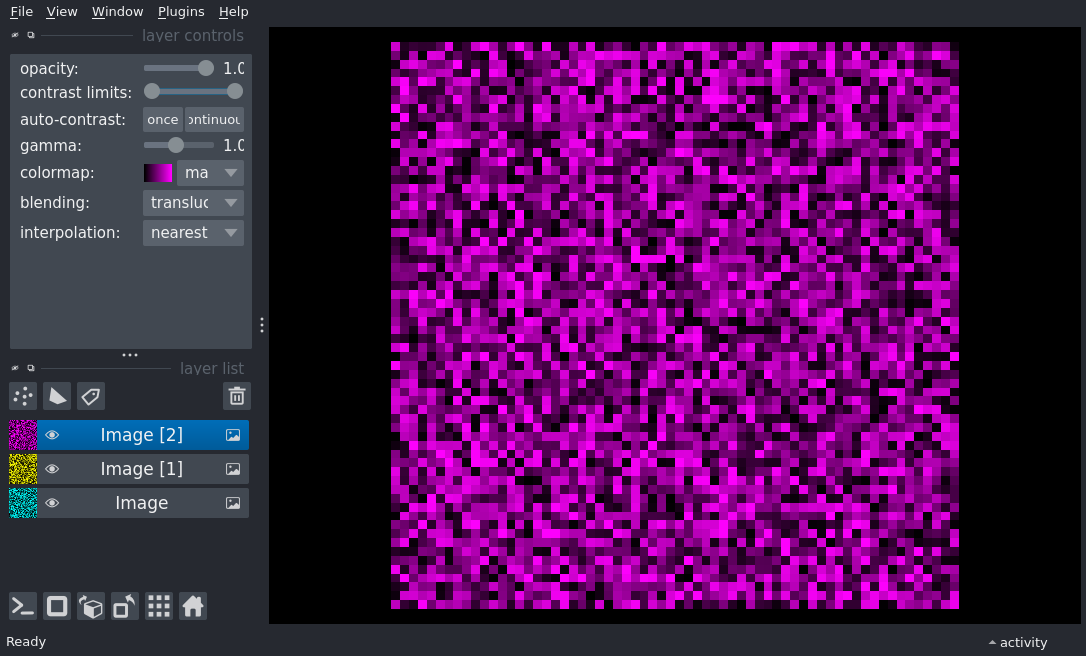 File View Window Plugins Help
layer controls
opacity: 1.0
contrast limits:
auto-contrast: once ontinuou
gamma: 1.0
colormap: ma
blending: transluc
interpolation: nearest
layer list
Image [2]
Image [1]
Image
Ready
activity